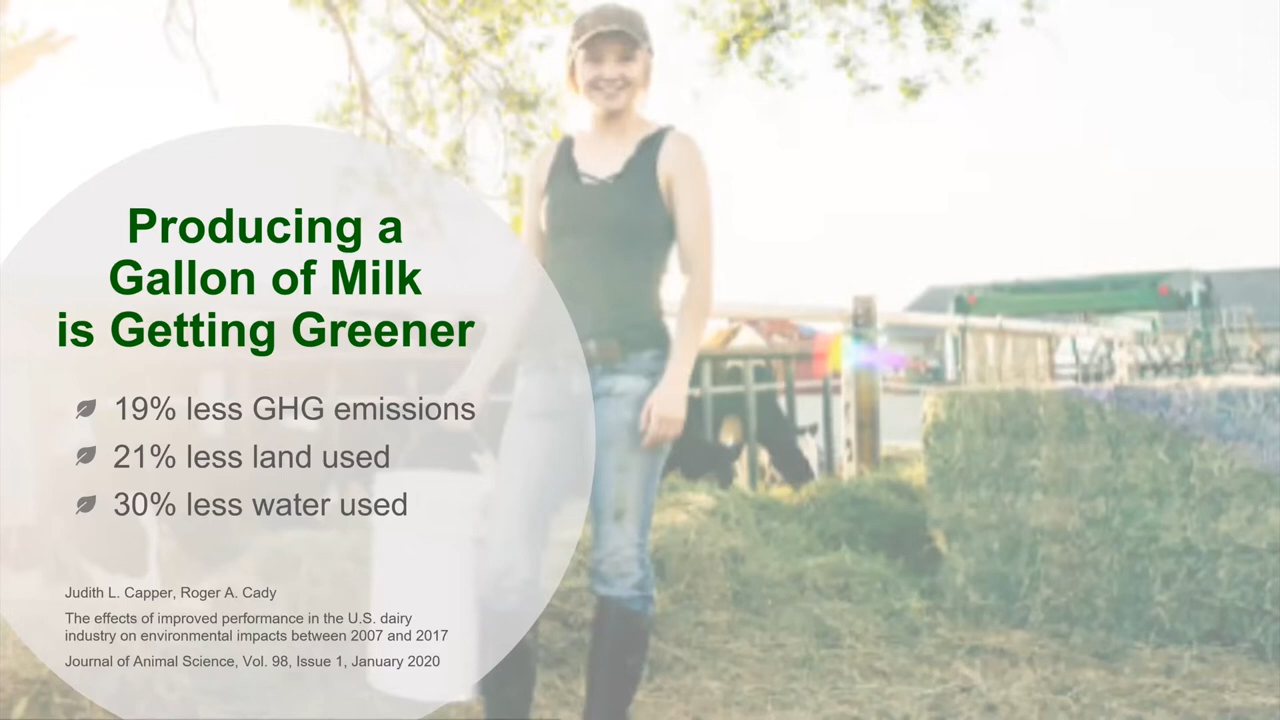 Producing a
Gallon of Milk
is Getting Greener
19% less GHG emissions
21% less land used
30% less water used
Judith L. Capper, Roger A. Cady
The effects of improved performance in the U.S. dairy
industry on environmental impacts between 2007 and 2017
Journal of Animal Science, Vol. 98, Issue 1, January 2020